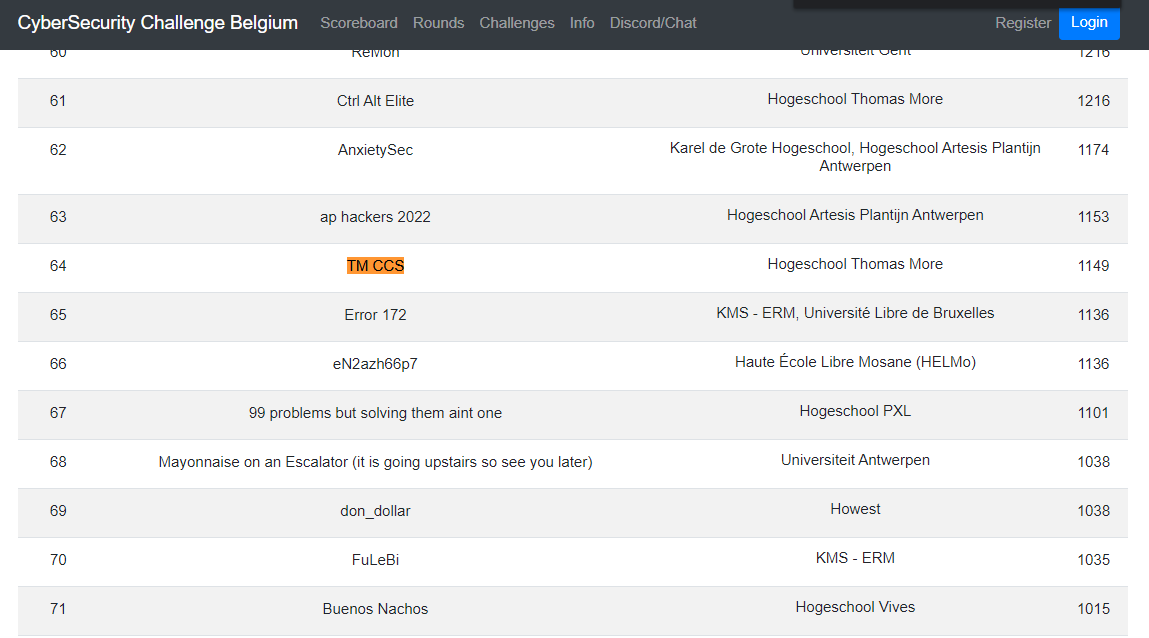 CyberSecurity Challenge Belgium Scoreboard Rounds Challenges Info Discord/Chat Register Login
60 ReMon Universiteit Gent 1216
61 Ctrl Alt Elite Hogeschool Thomas More 1216
62 AnxietySec Karel de Grote Hogeschool, Hogeschool Artesis Plantijn 1174
Antwerpen
63 ap hackers 2022 Hogeschool Artesis Plantijn Antwerpen 1153
64 TM CCS Hogeschool Thomas More 1149
65 Error 172 KMS - ERM, Université Libre de Bruxelles 1136
66 eN2azh66p7 Haute École Libre Mosane (HELMo) 1136
67 99 problems but solving them aint one Hogeschool PXL 1101
68 Mayonnaise on an Escalator (it is going upstairs so see you later) Universiteit Antwerpen 1038
69 don_dollar Howest 1038
70 FuLeBi KMS - ERM 1035
71 Buenos Nachos Hogeschool Vives 1015